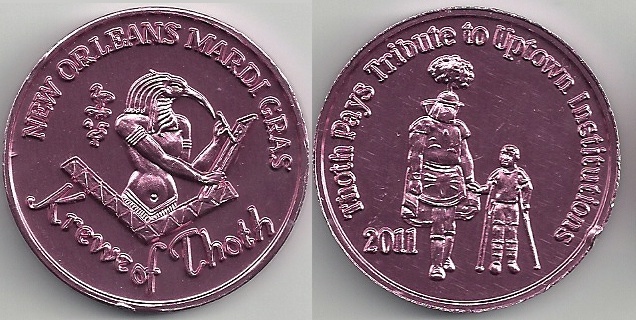 NEW ORLEANS MARDI GRAS
Krewe of Thoth
Thoth Pays Tribute to Uptown Institutions
2011